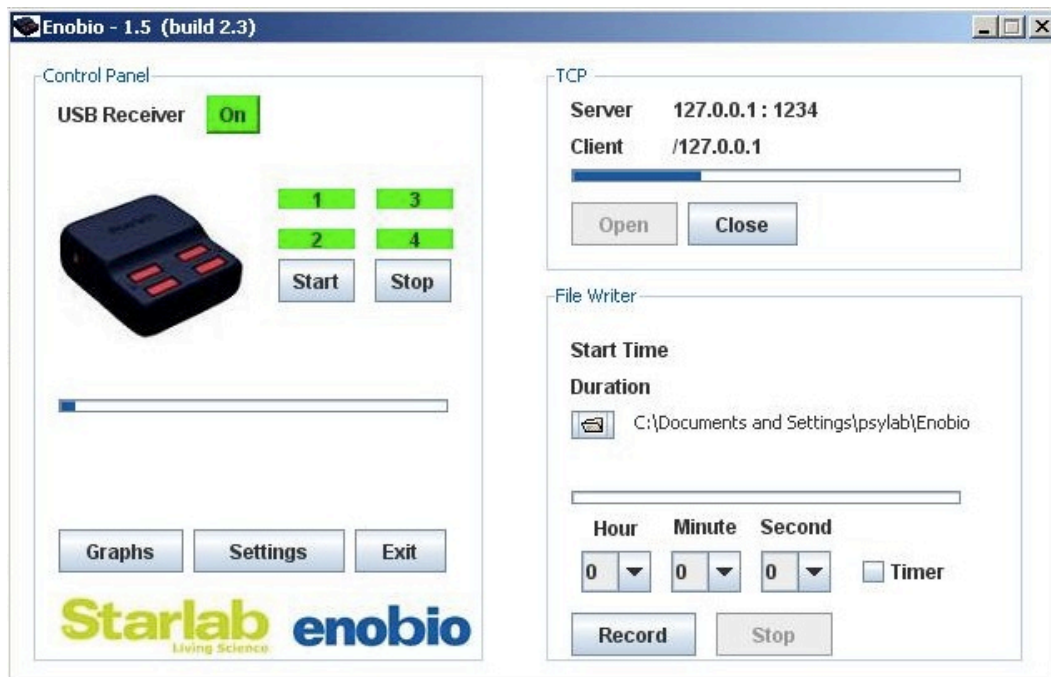 Enobio - 1.5 (build 2.3)
Control Panel
USB Receiver On
1 3
2 4
Start Stop
Graphs Settings Exit
Starlab
Living Science
enobio
TCP
Server 127.0.0.1 : 1234
Client /127.0.0.1
Open Close
File Writer
Start Time
Duration
C:\Documents and Settings\psylab\Enobio
Hour Minute Second
0 0 0 Timer
Record Stop